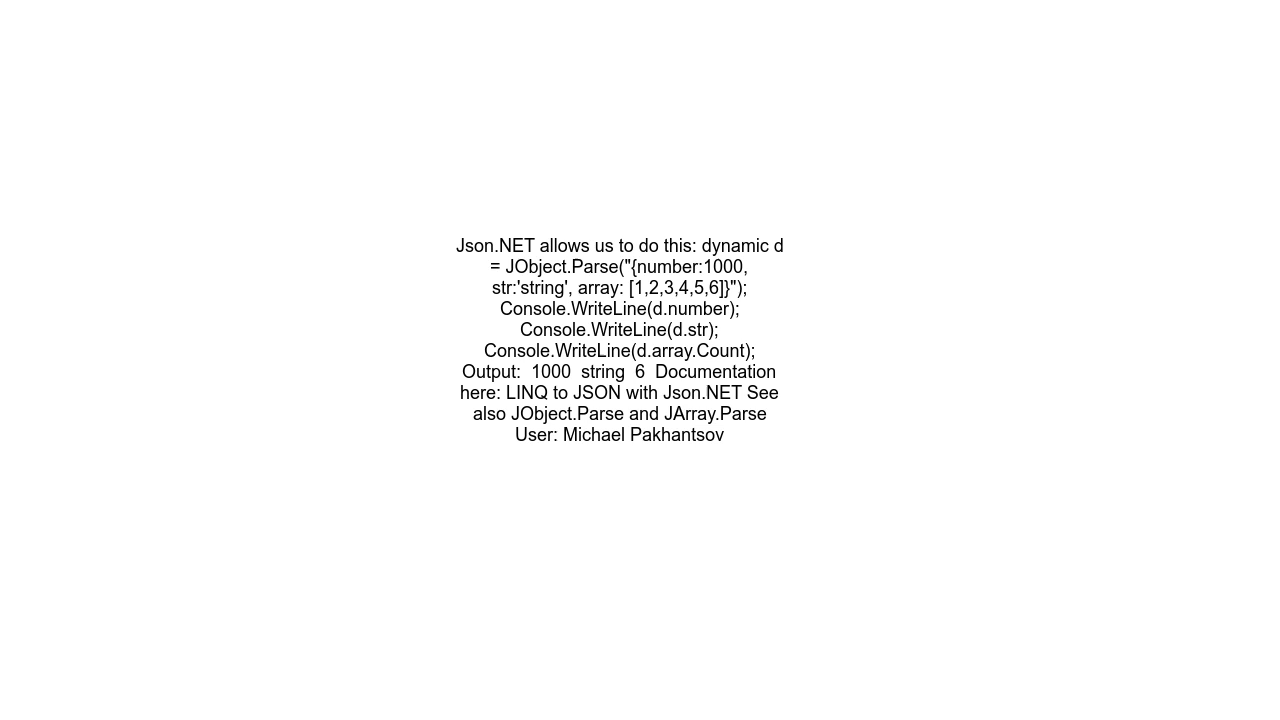 Json.NET allows us to do this: dynamic d
= JObject.Parse("{number:1000,
str:'string', array: [1,2,3,4,5,6]}");
Console.WriteLine(d.number);
Console.WriteLine(d.str);
Console.WriteLine(d.array.Count);
Output:  1000  string  6  Documentation
here: LINQ to JSON with Json.NET See
also JObject.Parse and JArray.Parse
User: Michael Pakhantsov